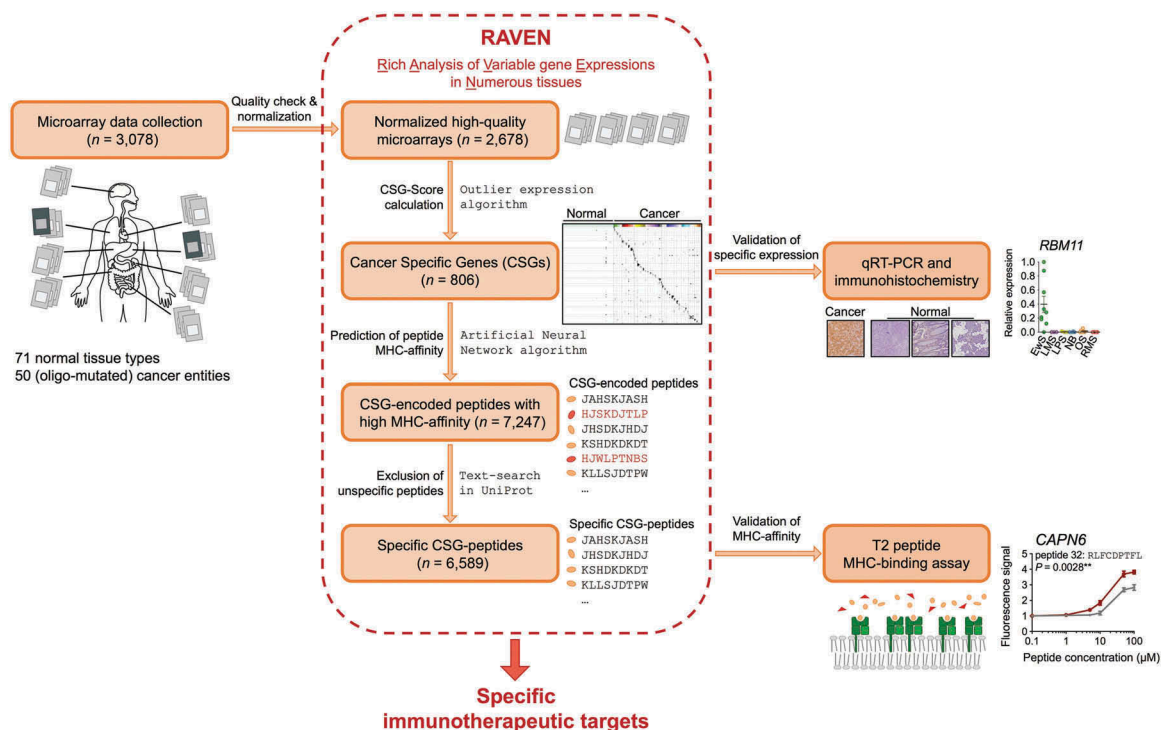 RAVEN
Rich Analysis of Variable gene Expressions
in Numerous tissues
Microarray data collection
(n = 3,078)
Quality check &
normalization
Normalized high-quality
microarrays (n = 2,678)
CSG-Score
calculation
Outlier expression
algorithm
Normal
Cancer
Cancer Specific Genes (CSGs)
(n = 806)
Validation of
specific expression
qRT-PCR and
immunohistochemistry
RBM11
Relative expression
1.0
0.8
0.6
0.4
0.2
0.0
EwS
LMS
LPS
NB
OS
RMS
Cancer
Normal
71 normal tissue types
50 (oligo-mutated) cancer entities
Prediction of peptide
MHC-affinity
Artificial Neural
Network algorithm
CSG-encoded peptides with
high MHC-affinity (n = 7,247)
CSG-encoded peptides
JAHSKJASH
HJSKDJTLP
JHSDKJHDJ
KSHDKDKDT
HJWLPTNBS
KLLSJDTPW
...
Exclusion of
unspecific peptides
Text-search
in UniProt
Specific CSG-peptides
(n = 6,589)
Specific CSG-peptides
JAHSKJASH
JHSDKJHDJ
KSHDKDKDT
KLLSJDTPW
...
Validation of
MHC-affinity
T2 peptide
MHC-binding assay
CAPN6
peptide 32: RLFCDPTFL
P = 0.0028**
Fluorescence signal
5
4
3
2
1
0
0.1
1
10
100
Peptide concentration (µM)
Specific
immunotherapeutic targets